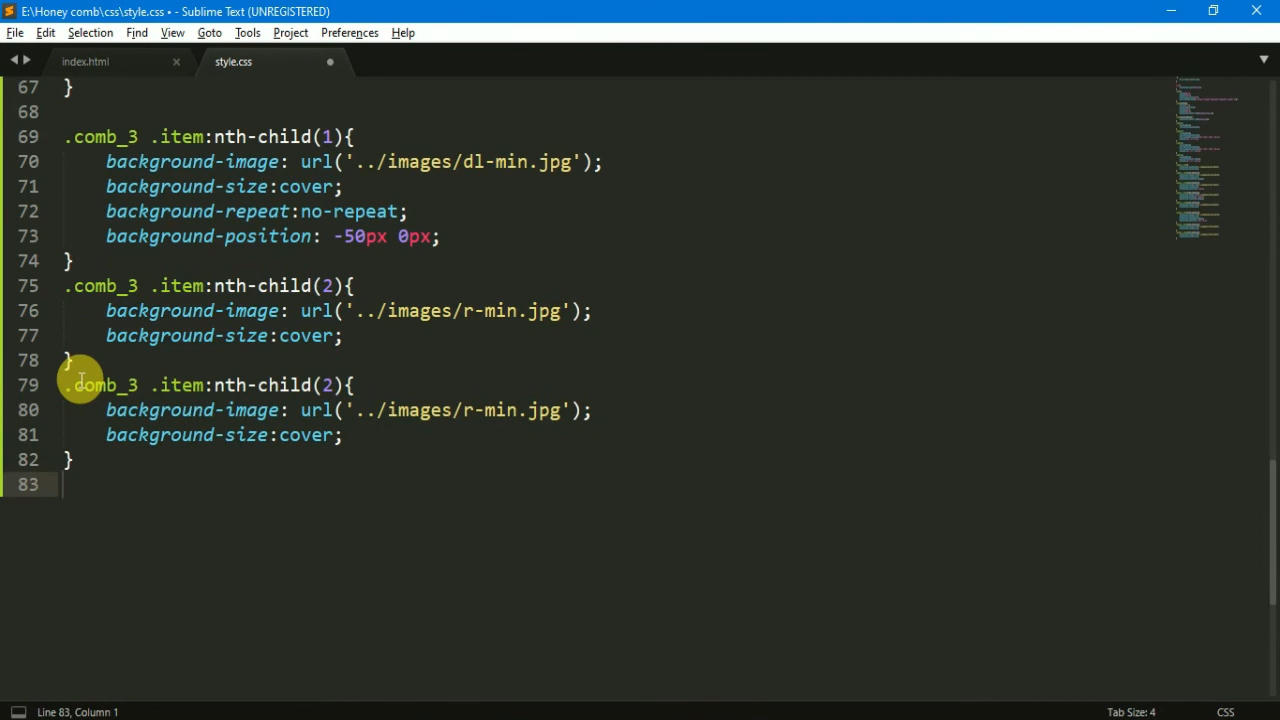 E:\Honey comb\css\style.css • - Sublime Text (UNREGISTERED)
File Edit Selection Find View Goto Tools Project Preferences Help
index.html style.css
67 }
68
69 .comb_3 .item:nth-child(1){
70 background-image: url('../images/dl-min.jpg');
71 background-size:cover;
72 background-repeat:no-repeat;
73 background-position: -50px 0px;
74 }
75 .comb_3 .item:nth-child(2){
76 background-image: url('../images/r-min.jpg');
77 background-size:cover;
78 }
79 .comb_3 .item:nth-child(2){
80 background-image: url('../images/r-min.jpg');
81 background-size:cover;
82 }
83
Line 83, Column 1 Tab Size: 4 CSS